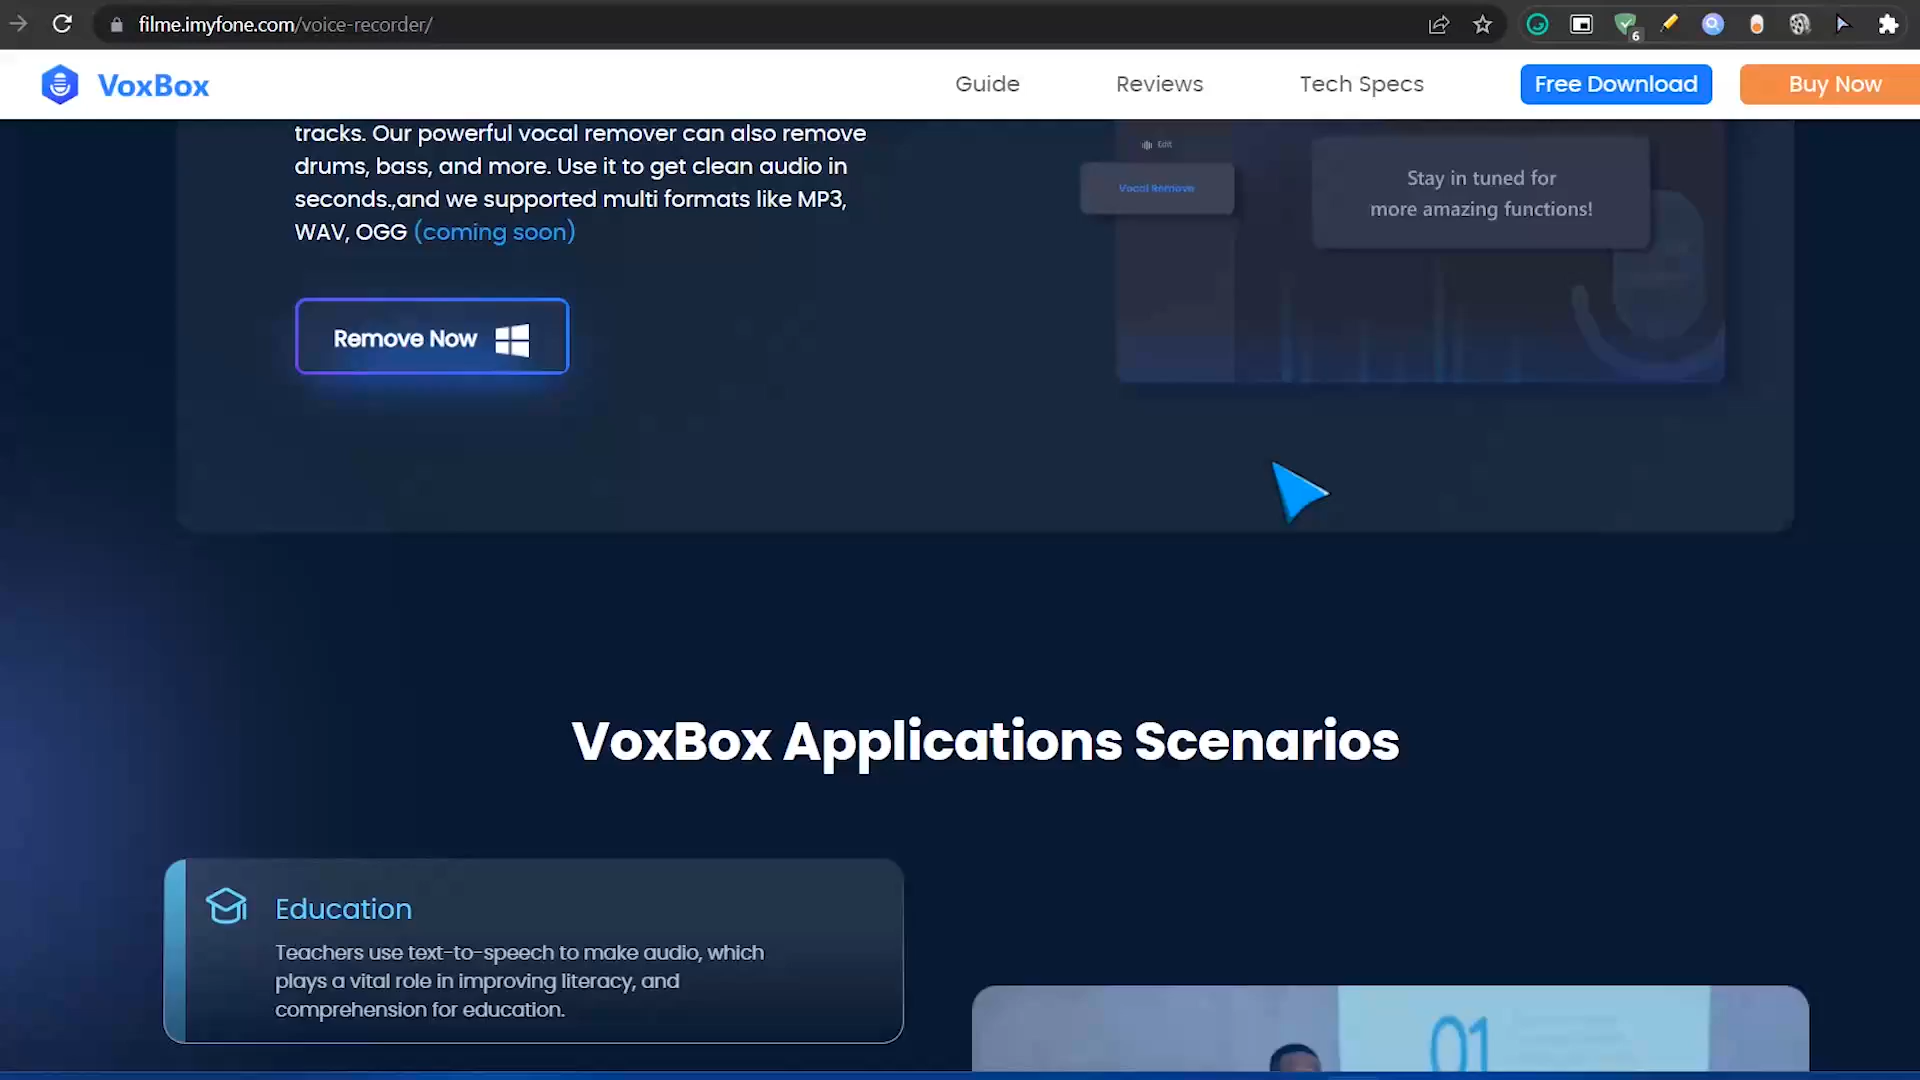 filme.imyfone.com/voice-recorder/
6
VoxBox
Guide
Reviews
Tech Specs
Free Download
Buy Now
tracks. Our powerful vocal remover can also remove
drums, bass, and more. Use it to get clean audio in
seconds.,and we supported multi formats like MP3,
WAV, OGG (coming soon)
Remove Now
Edit
Vocal Remove
Stay in tuned for
more amazing functions!
VoxBox Applications Scenarios
Education
Teachers use text-to-speech to make audio, which
plays a vital role in improving literacy, and
comprehension for education.
01